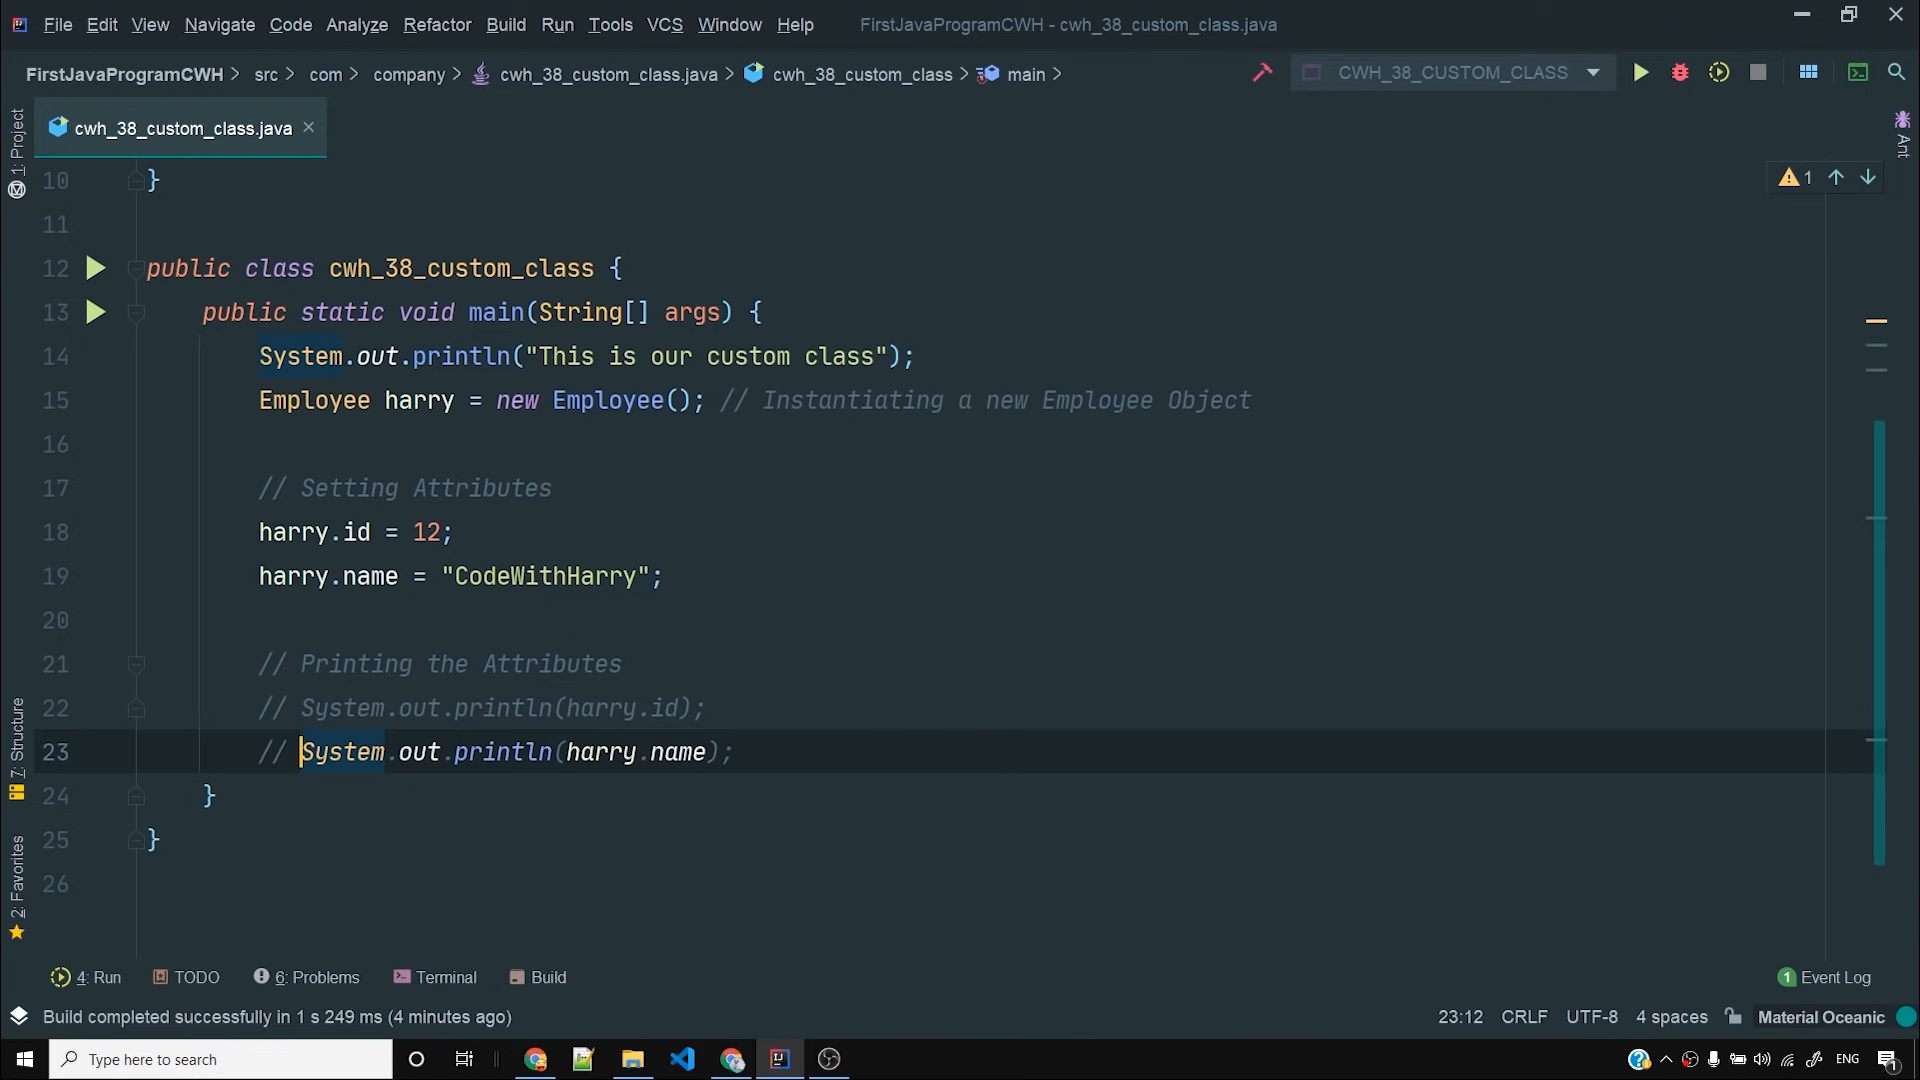 File Edit View Navigate Code Analyze Refactor Build Run Tools VCS Window Help FirstJavaProgramCWH - cwh_38_custom_class.java
FirstJavaProgramCWH > src > com > company > cwh_38_custom_class.java > cwh_38_custom_class > main > CWH_38_CUSTOM_CLASS
cwh_38_custom_class.java
1: Project
Ant
1
10 }
11
12 public class cwh_38_custom_class {
13 public static void main(String[] args) {
14 System.out.println("This is our custom class");
15 Employee harry = new Employee(); // Instantiating a new Employee Object
16
17 // Setting Attributes
18 harry.id = 12;
19 harry.name = "CodeWithHarry";
20
21 // Printing the Attributes
22 // System.out.println(harry.id);
23 // System.out.println(harry.name);
24 }
25 }
26
7: Structure
2: Favorites
4: Run TODO 6: Problems Terminal Build 1 Event Log
Build completed successfully in 1 s 249 ms (4 minutes ago) 23:12 CRLF UTF-8 4 spaces Material Oceanic
Type here to search ENG 1